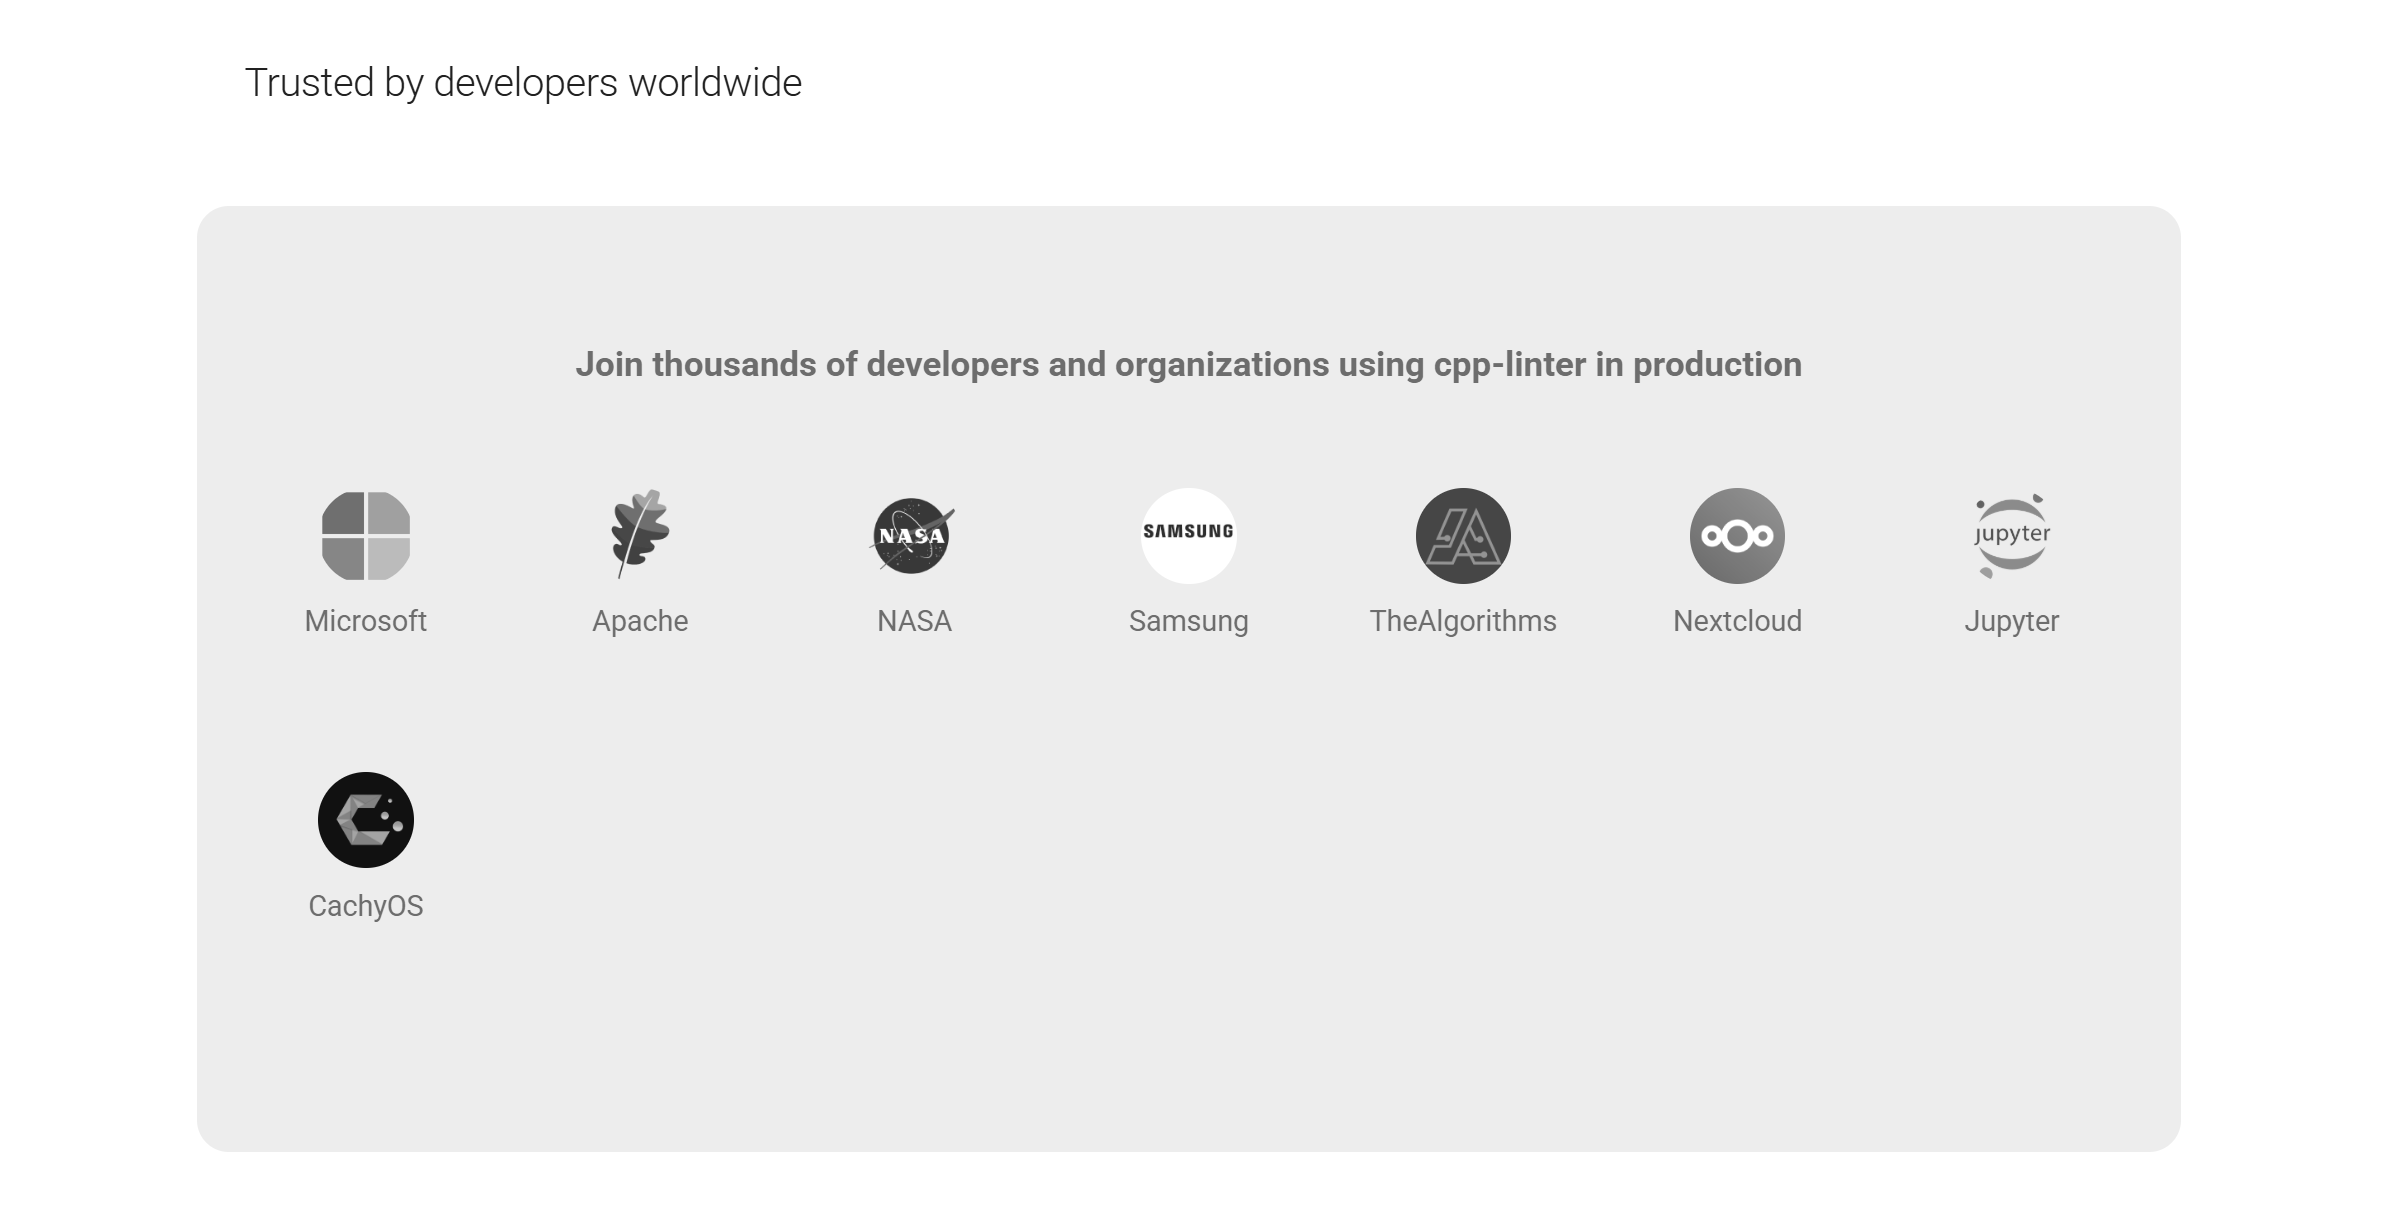 Trusted by developers worldwide
Join thousands of developers and organizations using cpp-linter in production
NASA
SAMSUNG
jupyter
Microsoft
Apache
NASA
Samsung
TheAlgorithms
Nextcloud
Jupyter
CachyOS